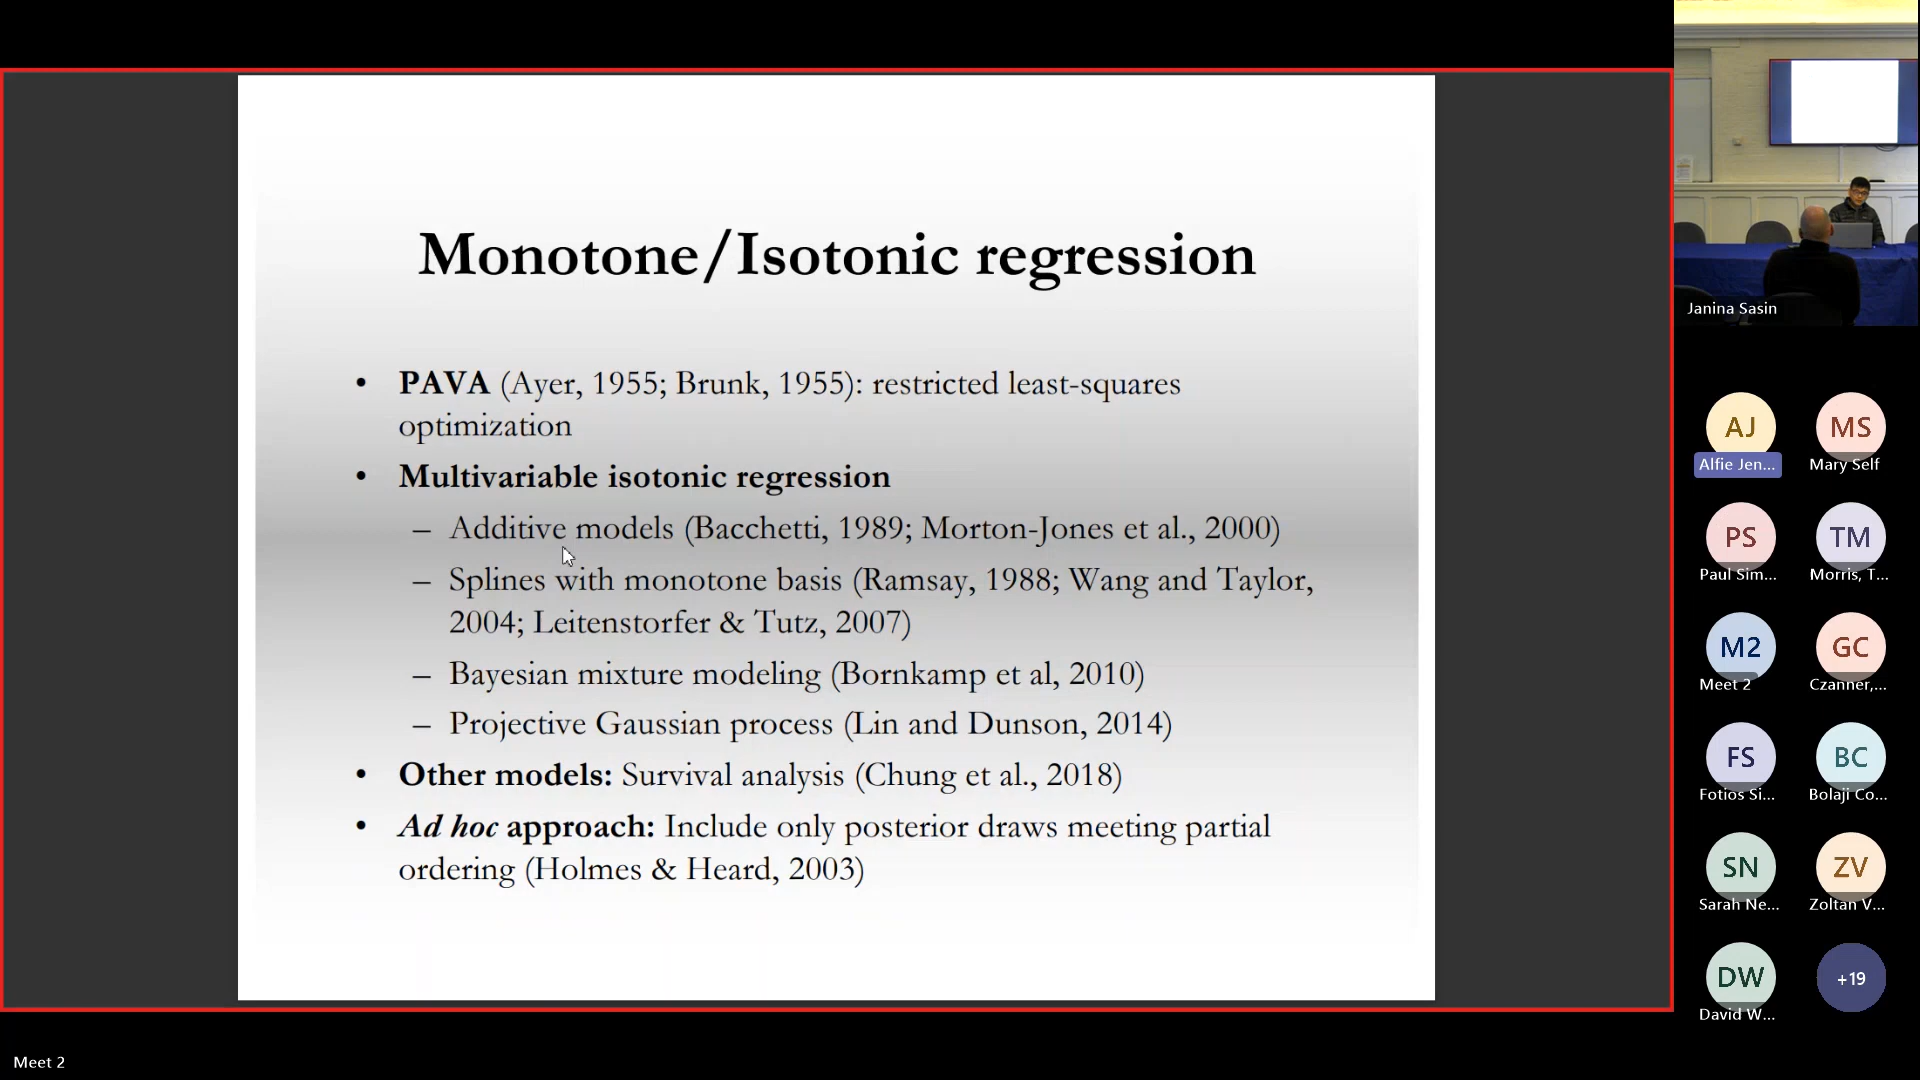 Monotone/Isotonic regression
• PAVA (Ayer, 1955; Brunk, 1955): restricted least-squares
optimization
• Multivariable isotonic regression
– Additive models (Bacchetti, 1989; Morton-Jones et al., 2000)
– Splines with monotone basis (Ramsay, 1988; Wang and Taylor,
2004; Leitenstorfer & Tutz, 2007)
– Bayesian mixture modeling (Bornkamp et al, 2010)
– Projective Gaussian process (Lin and Dunson, 2014)
• Other models: Survival analysis (Chung et al., 2018)
• Ad hoc approach: Include only posterior draws meeting partial
ordering (Holmes & Heard, 2003)
Meet 2
Janina Sasin
AJ
Alfie Jen...
MS
Mary Self
PS
Paul Sim...
TM
Morris, T...
M2
Meet 2
GC
Czanner,...
FS
Fotios Si...
BC
Bolaji Co...
SN
Sarah Ne...
ZV
Zoltan V...
DW
David W...
+19